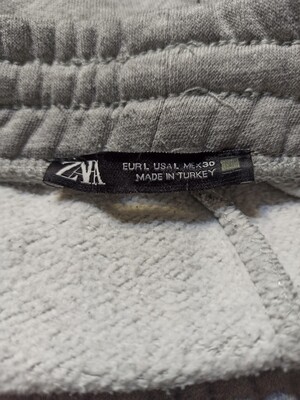 ZARA
EUR L USA L MEX 30
MADE IN TURKEY